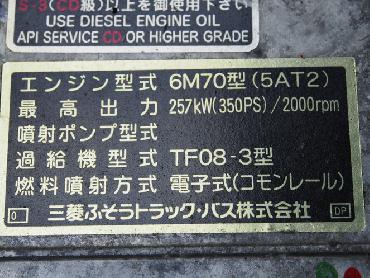 S-3(CD級)以上を御使用下さい
USE DIESEL ENGINE OIL
API SERVICE CD OR HIGHER GRADE
エンジン型式 6M70型(5AT2)
最高出力 257kW(350PS)/2000rpm
噴射ポンプ型式
過給機型式 TF08-3型
燃料噴射方式 電子式(コモンレール)
0 三菱ふそうトラック・バス株式会社 DP